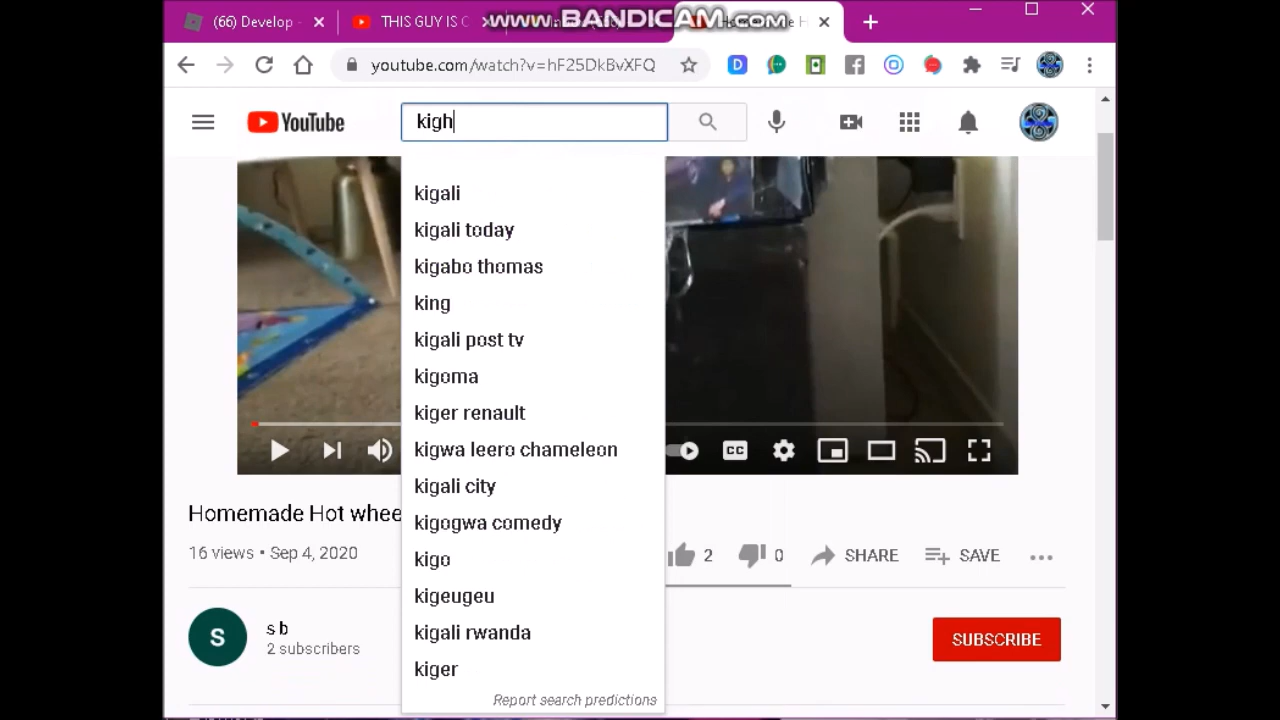 (66) Develop
THIS GUY IS C
www.BANDICAM.com
youtube.com/watch?v=hF25DkBvXFQ
YouTube
kigh
kigali
kigali today
kigabo thomas
king
kigali post tv
kigoma
kiger renault
kigwa leero chameleon
kigali city
kigogwa comedy
kigo
kigeugeu
kigali rwanda
kiger
Report search predictions
CC
Homemade Hot whee
16 views • Sep 4, 2020
2
0
SHARE
SAVE
S
s b
2 subscribers
SUBSCRIBE